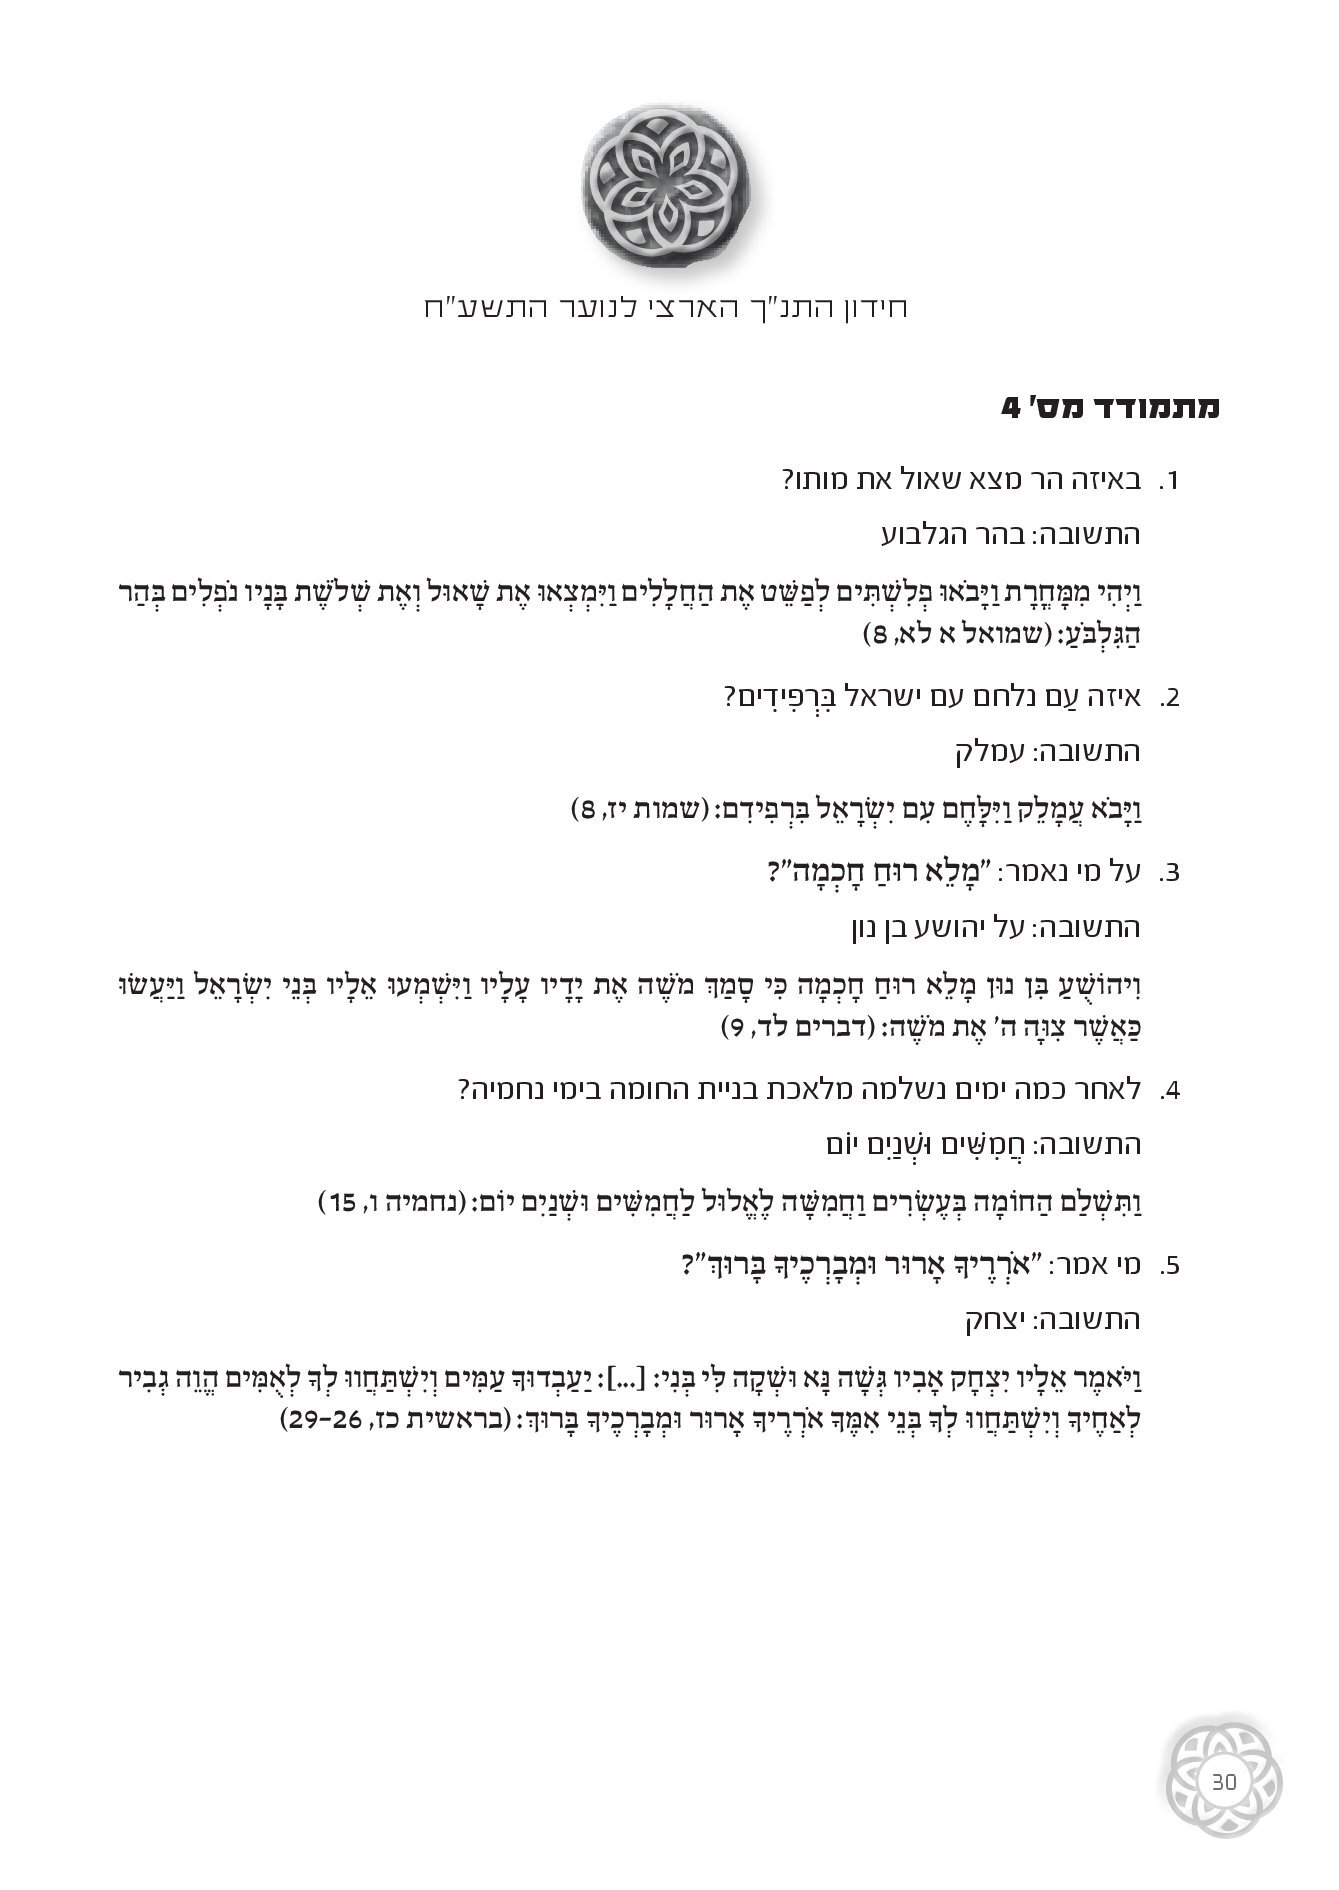 חידון התנ"ך הארצי לנוער התשע"ח
מתמודד מס' 4
1. באיזה הר מצא שאול את מותו?
התשובה: בהר הגלבוע
וַיְהִי מִמָּחֳרָת וַיָּבֹאוּ פְלִשְׁתִּים לְפַשֵּׁט אֶת הַחֲלָלִים וַיִּמְצְאוּ אֶת שָׁאוּל וְאֶת שְׁלֹשֶׁת בָּנָיו נֹפְלִים בְּהַר
הַגִּלְבֹּעַ: (שמואל א לא, 8)
2. איזה עַם נלחם עם ישראל בִּרְפִידִים?
התשובה: עמלק
וַיָּבֹא עֲמָלֵק וַיִּלָּחֶם עִם יִשְׂרָאֵל בִּרְפִידִם: (שמות יז, 8)
3. על מי נאמר: "מָלֵא רוּחַ חָכְמָה"?
התשובה: על יהושע בן נון
וִיהוֹשֻׁעַ בִּן נוּן מָלֵא רוּחַ חָכְמָה כִּי סָמַךְ מֹשֶׁה אֶת יָדָיו עָלָיו וַיִּשְׁמְעוּ אֵלָיו בְּנֵי יִשְׂרָאֵל וַיַּעֲשׂוּ
כַּאֲשֶׁר צִוָּה ה' אֶת מֹשֶׁה: (דברים לד, 9)
4. לאחר כמה ימים נשלמה מלאכת בניית החומה בימי נחמיה?
התשובה: חֲמִשִּׁים וּשְׁנַיִם יוֹם
וַתִּשְׁלַם הַחוֹמָה בְּעֶשְׂרִים וַחֲמִשָּׁה לֶאֱלוּל לַחֲמִשִּׁים וּשְׁנַיִם יוֹם: (נחמיה ו, 15)
5. מי אמר: "אֹרְרֶיךָ אָרוּר וּמְבָרְכֶיךָ בָּרוּךְ"?
התשובה: יצחק
וַיֹּאמֶר אֵלָיו יִצְחָק אָבִיו גְּשָׁה נָּא וּשְׁקָה לִּי בְּנִי: [...]: יַעַבְדוּךָ עַמִּים וְיִשְׁתַּחֲווּ לְךָ לְאֻמִּים הֱוֵה גְבִיר
לְאַחֶיךָ וְיִשְׁתַּחֲווּ לְךָ בְּנֵי אִמֶּךָ אֹרְרֶיךָ אָרוּר וּמְבָרְכֶיךָ בָּרוּךְ: (בראשית כז, 26–29)
30